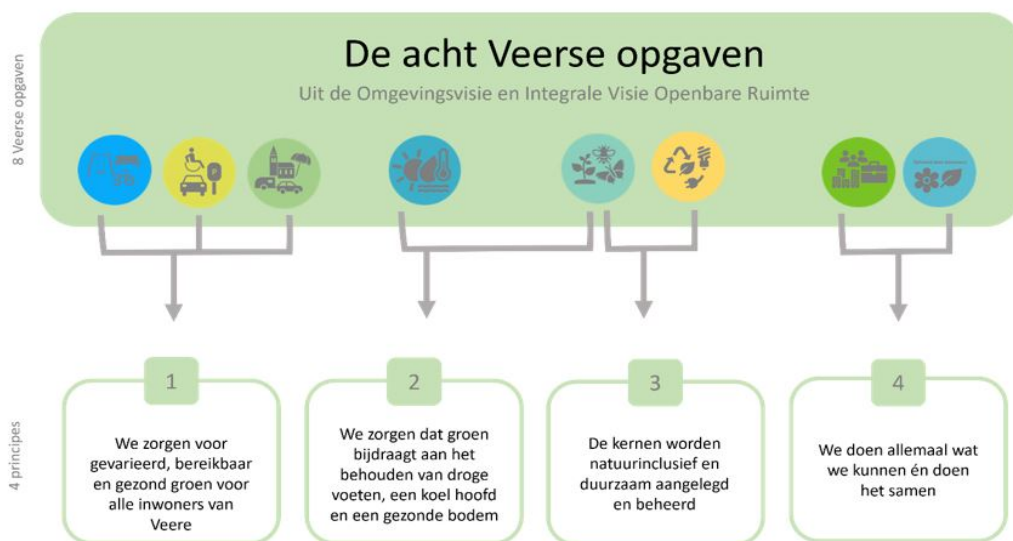 De acht Veerse opgaven
Uit de Omgevingsvisie en Integrale Visie Openbare Ruimte
8 Veerse opgaven
P
4 principes
1
We zorgen voor
gevarieerd, bereikbaar
en gezond groen voor
alle inwoners van
Veere
2
We zorgen dat groen
bijdraagt aan het
behouden van droge
voeten, een koel hoofd
en een gezonde bodem
3
De kernen worden
natuurinclusief en
duurzaam aangelegd
en beheerd
4
We doen allemaal wat
we kunnen én doen
het samen